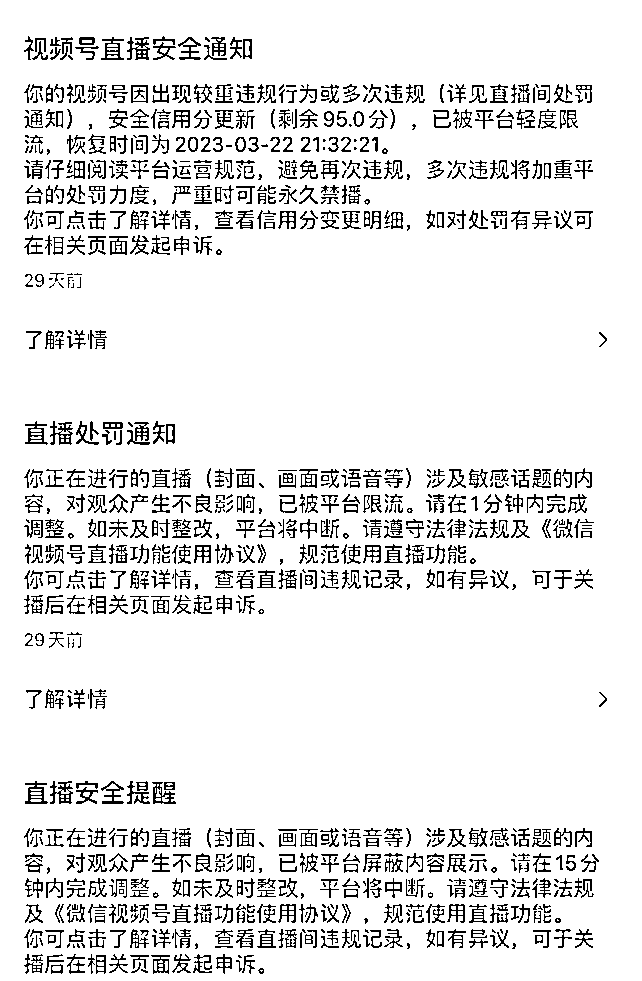 视频号直播安全通知
你的视频号因出现较重违规行为或多次违规（详见直播间处罚
通知），安全信用分更新（剩余95.0分），已被平台轻度限
流，恢复时间为2023-03-22 21:32:21。
请仔细阅读平台运营规范，避免再次违规，多次违规将加重平
台的处罚力度，严重时可能永久禁播。
你可点击了解详情，查看信用分变更明细，如对处罚有异议可
在相关页面发起申诉。
29天前
了解详情
直播处罚通知
你正在进行的直播（封面、画面或语音等）涉及敏感话题的内
容，对观众产生不良影响，已被平台限流。请在1分钟内完成
调整。如未及时整改，平台将中断。请遵守法律法规及《微信
视频号直播功能使用协议》，规范使用直播功能。
你可点击了解详情，查看直播间违规记录，如有异议，可于关
播后在相关页面发起申诉。
29天前
了解详情
直播安全提醒
你正在进行的直播（封面、画面或语音等）涉及敏感话题的内
容，对观众产生不良影响，已被平台屏蔽内容展示。请在15分
钟内完成调整。如未及时整改，平台将中断。请遵守法律法规
及《微信视频号直播功能使用协议》，规范使用直播功能。
你可点击了解详情，查看直播间违规记录，如有异议，可于关
播后在相关页面发起申诉。